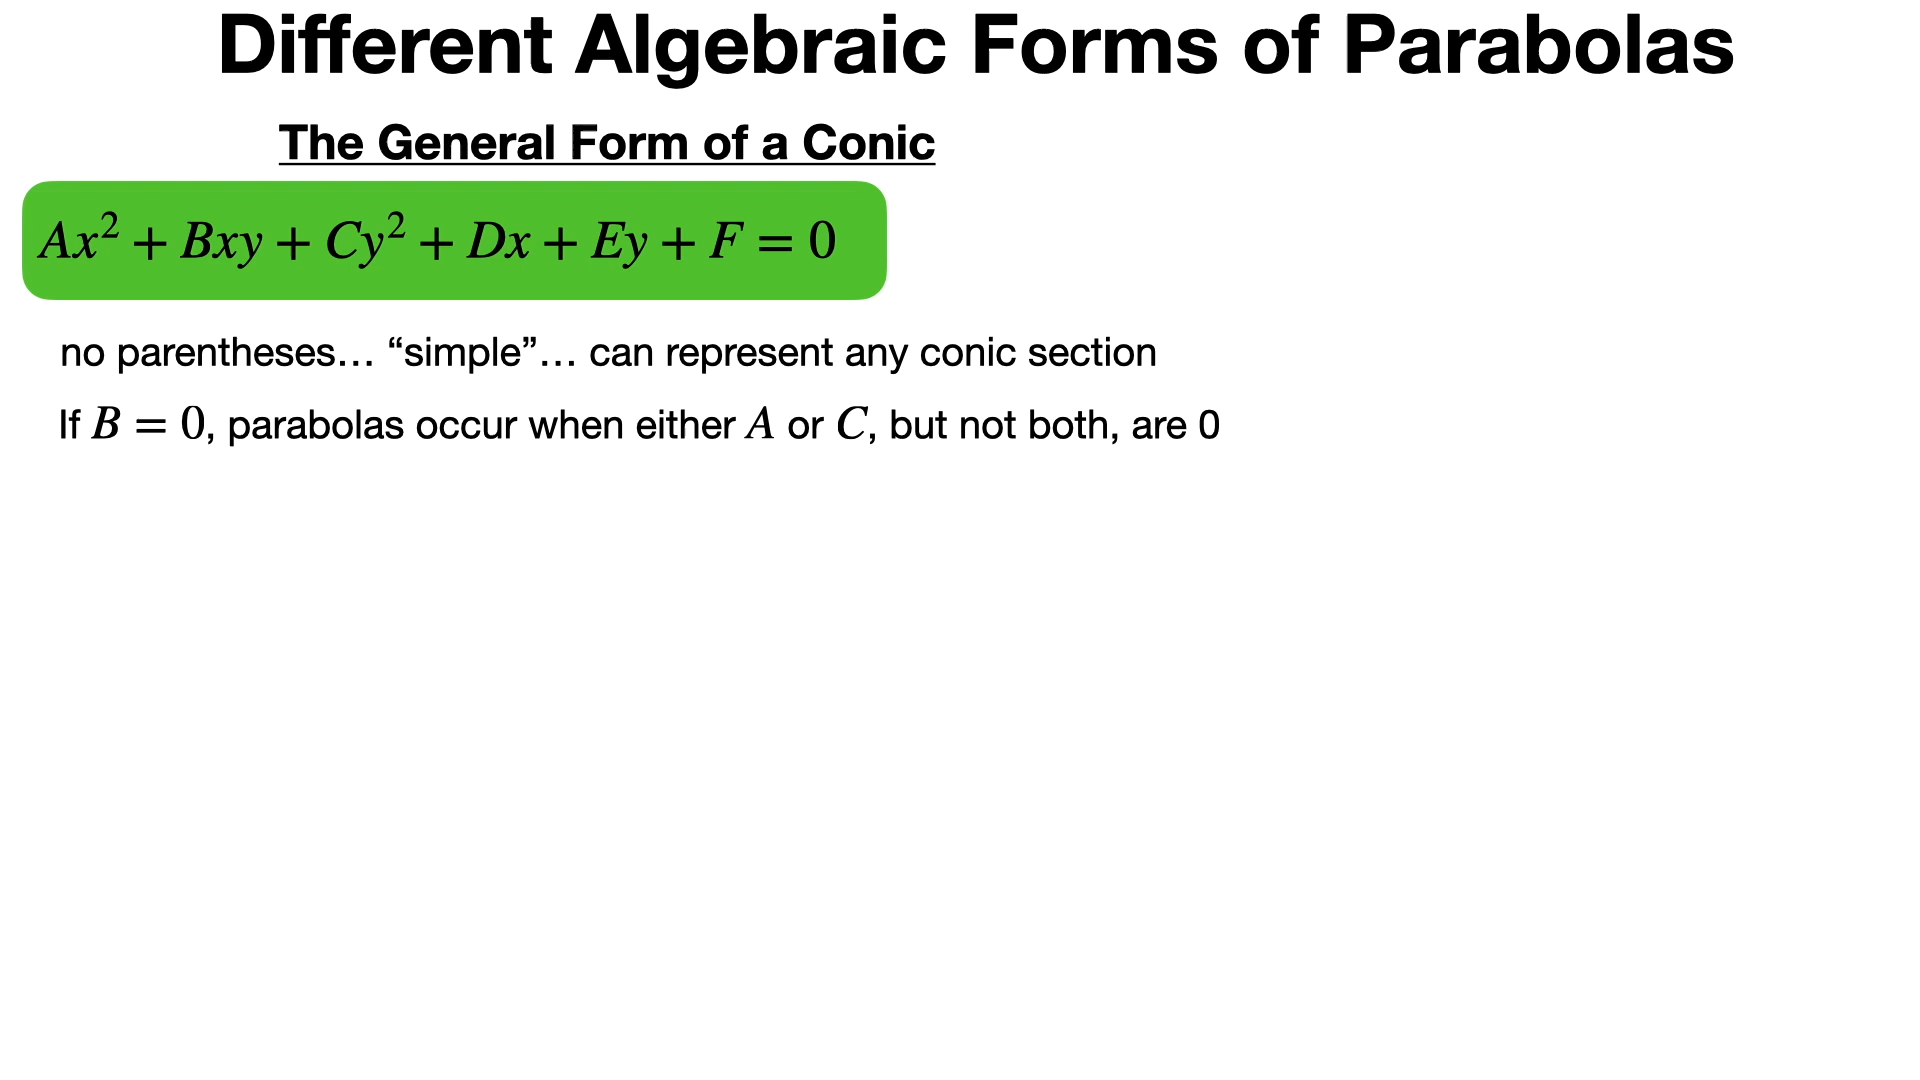 Different Algebraic Forms of Parabolas
The General Form of a Conic
Ax² + Bxy + Cy² + Dx + Ey + F = 0
no parentheses… “simple”… can represent any conic section
If B = 0, parabolas occur when either A or C, but not both, are 0